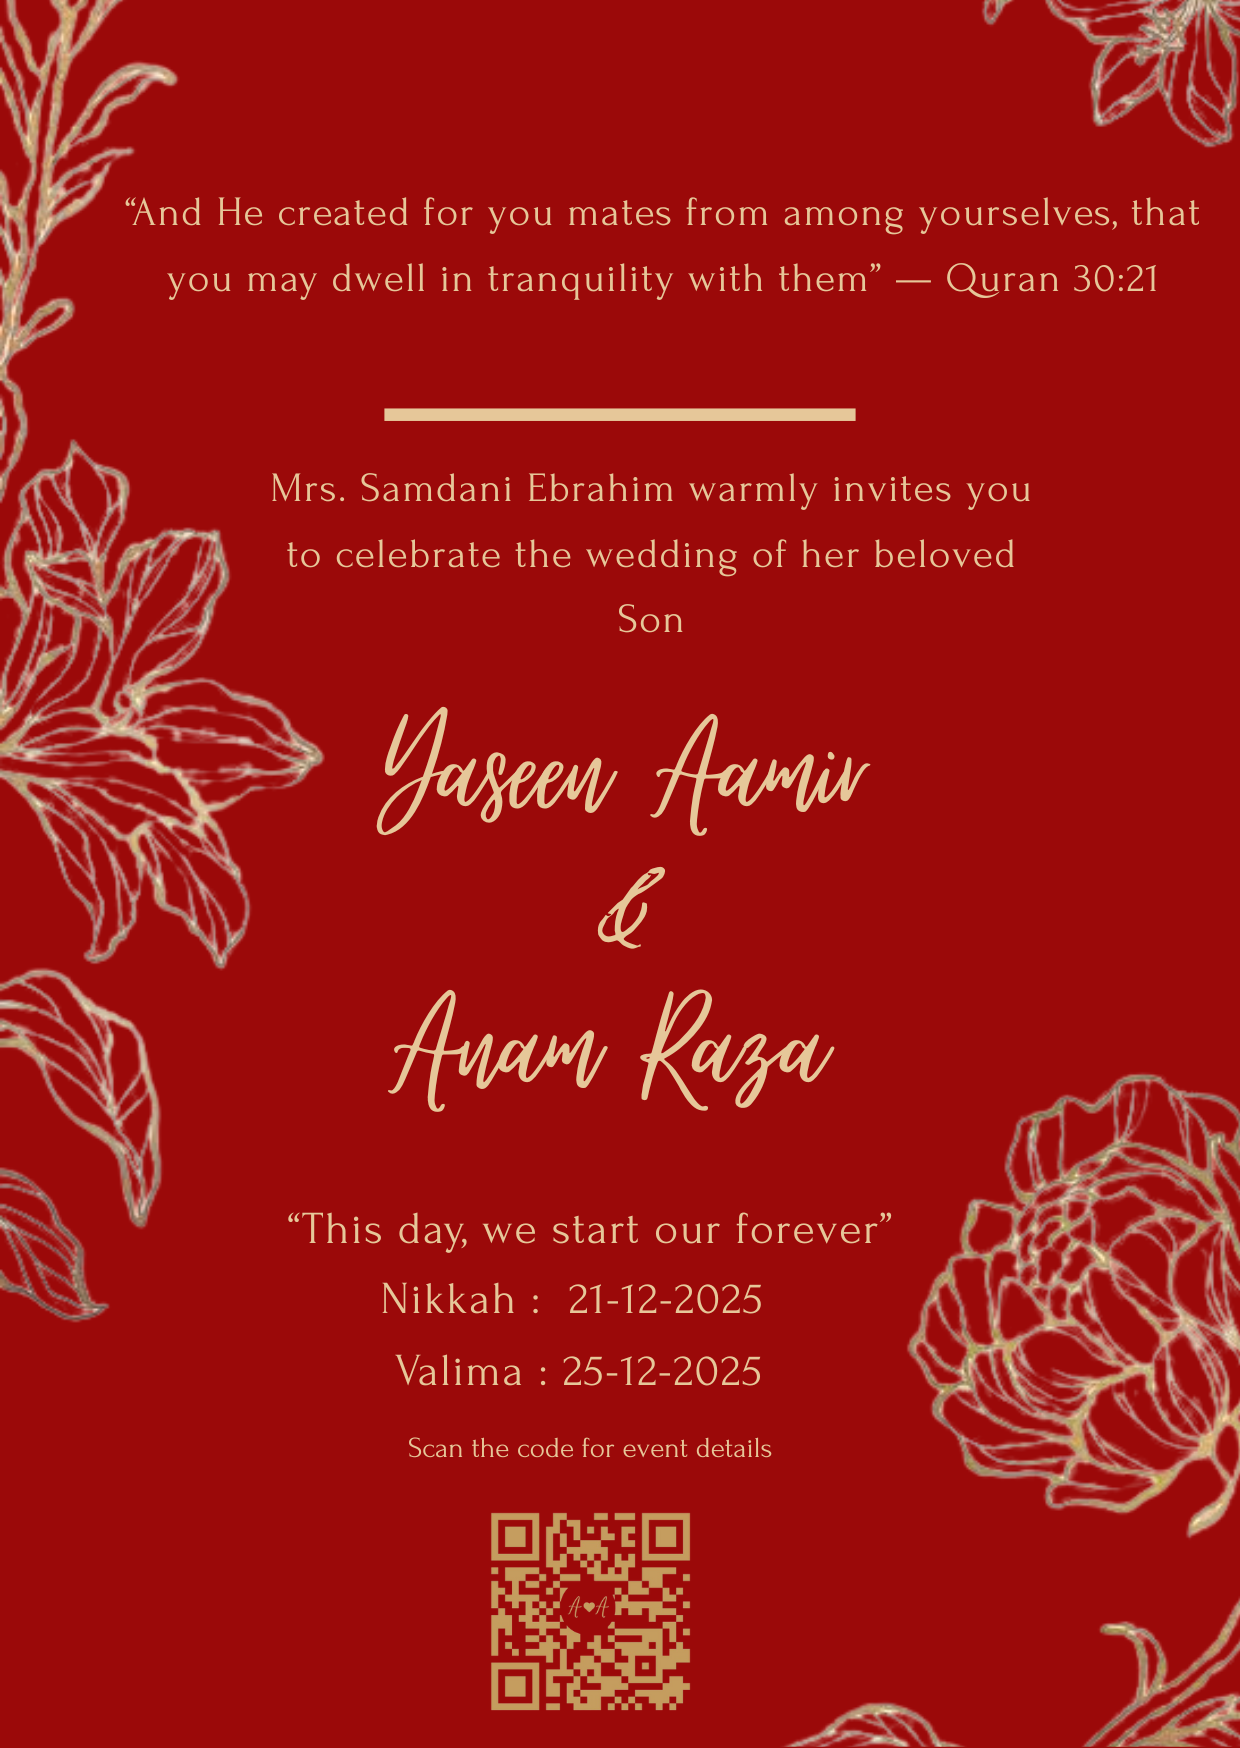 “And He created for you mates from among yourselves, that
you may dwell in tranquility with them” — Quran 30:21
Mrs. Samdani Ebrahim warmly invites you
to celebrate the wedding of her beloved
Son
Yaseen Aamir
&
Anam Raza
“This day, we start our forever”
Nikkah : 21-12-2025
Valima : 25-12-2025
Scan the code for event details
A♥A